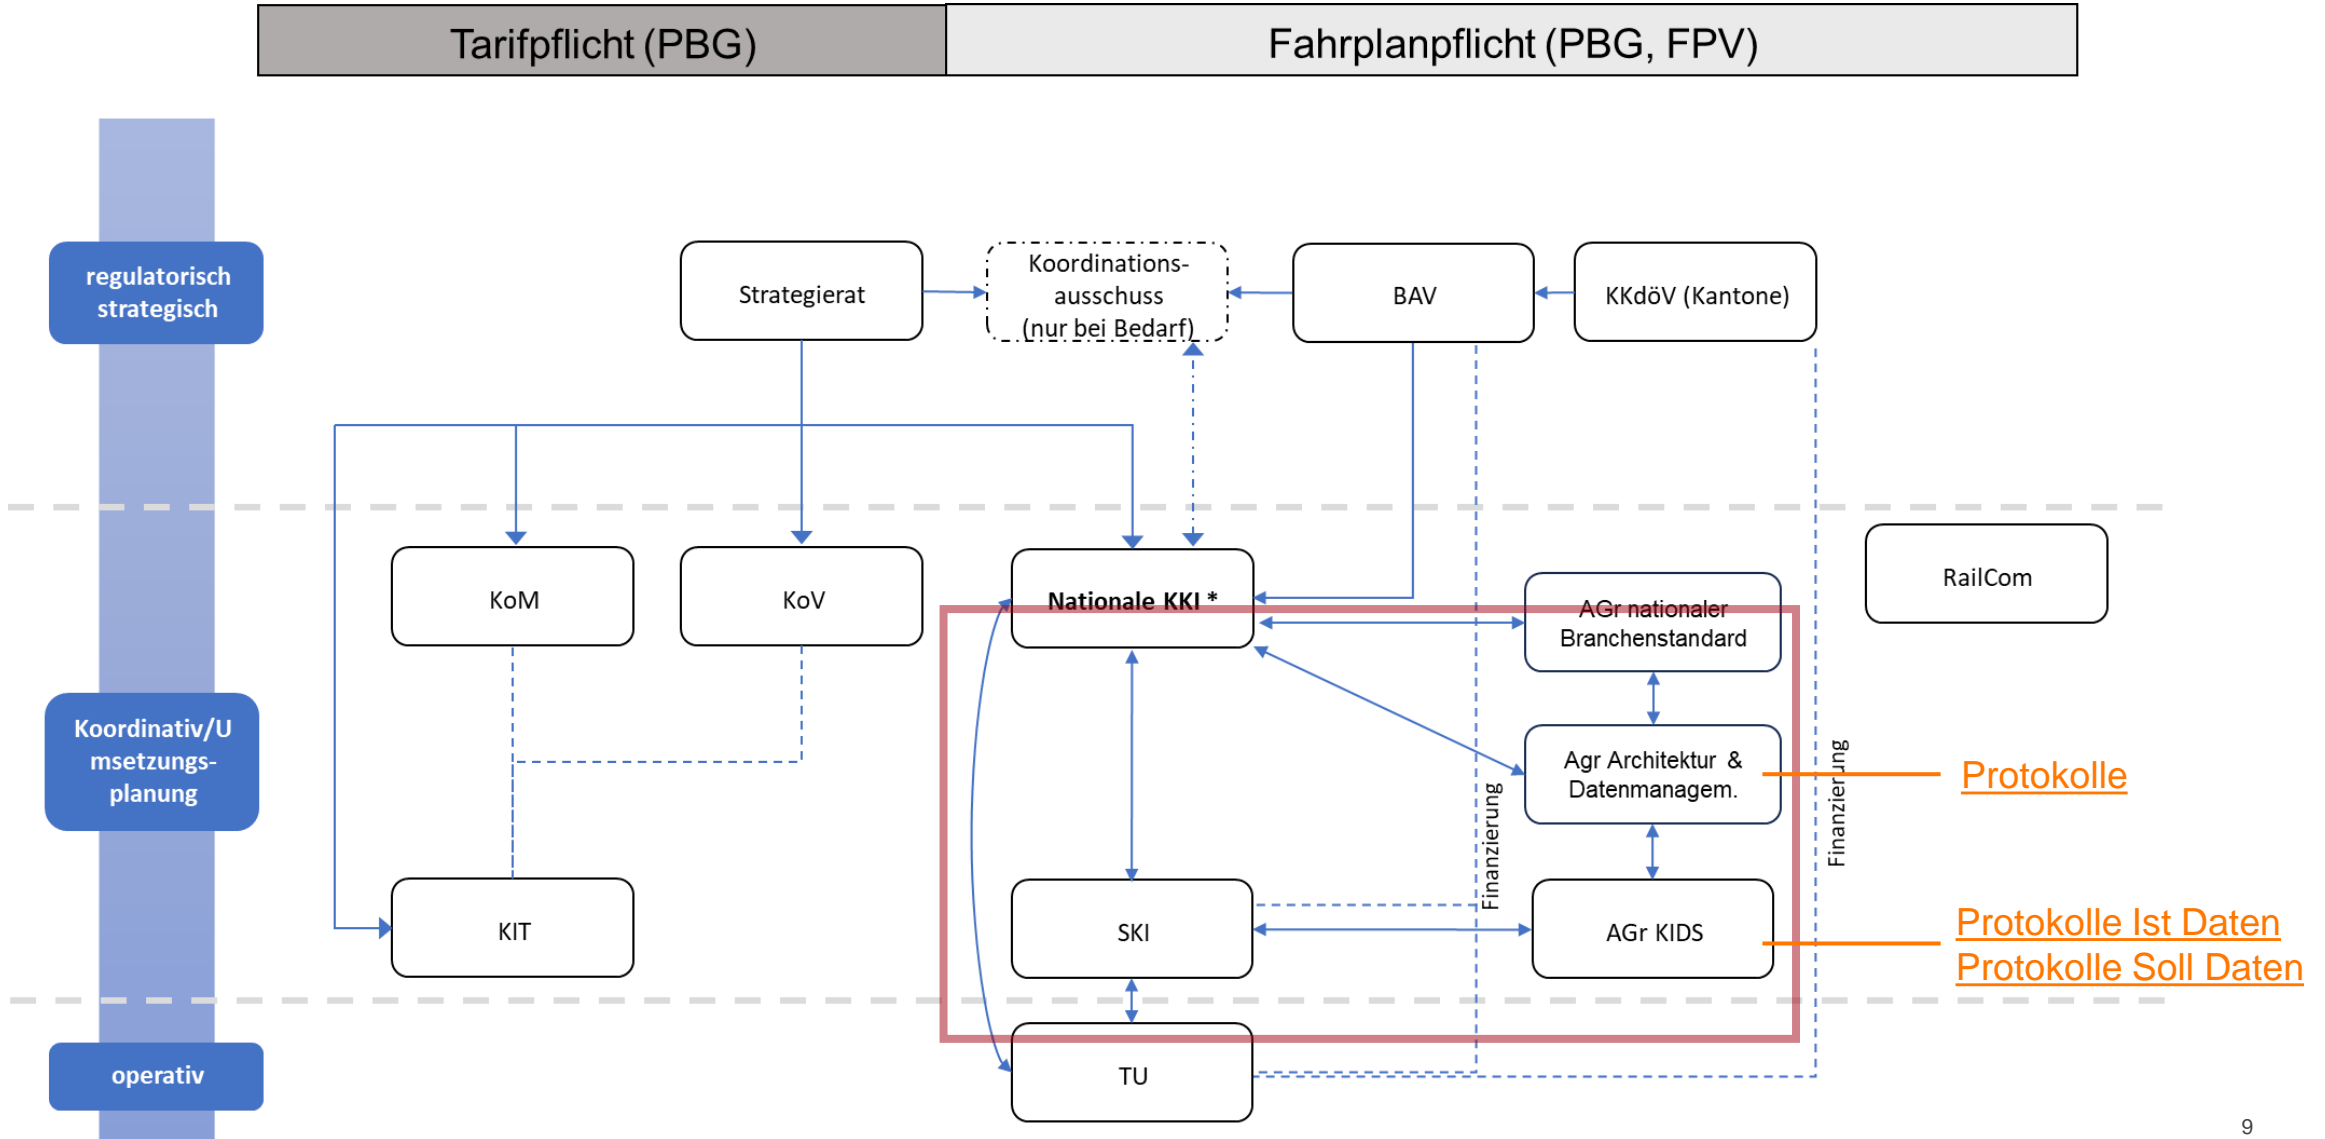 Tarifpflicht (PBG)
Fahrplanpflicht (PBG, FPV)
regulatorisch
strategisch
Strategierat
Koordinations-
ausschuss
(nur bei Bedarf)
BAV
KKdöV (Kantone)
KoM
KoV
Nationale KKI *
AGr nationaler
Branchenstandard
RailCom
Koordinativ/U
msetzungs-
planung
Agr Architektur &
Datenmanagem.
Protokolle
Finanzierung
Finanzierung
KIT
SKI
AGr KIDS
Protokolle Ist Daten
Protokolle Soll Daten
operativ
TU
9